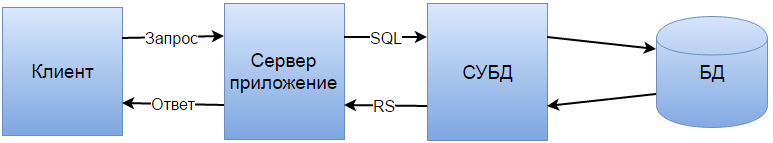 Клиент
Запрос
Ответ
Сервер
приложение
SQL
RS
СУБД
БД